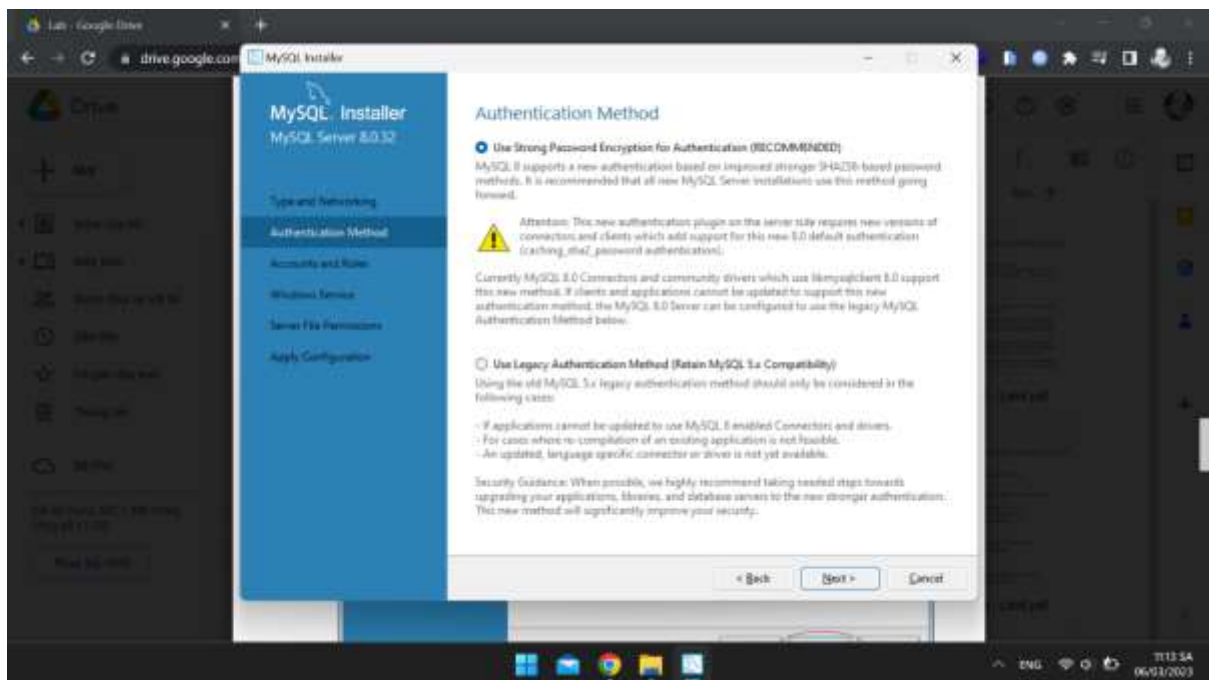 Lab - Google Drive
drive.google.com
MySQL Installer
Drive
MySQL Installer
MySQL Server 8.0.32
Type and Networking
Authentication Method
Accounts and Roles
Windows Service
Server File Permissions
Apply Configuration
Authentication Method
Use Strong Password Encryption for Authentication (RECOMMENDED)
MySQL 8 supports a new authentication based on improved stronger SHA256-based password
methods. It is recommended that all new MySQL Server installations use this method going
forward.
Attention: This new authentication plugin on the server side requires new versions of
connectors and clients which add support for this new 8.0 default authentication
(caching_sha2_password authentication).
Currently MySQL 8.0 Connectors and community drivers which use libmysqlclient 8.0 support
this new method. If clients and applications cannot be updated to support this new
authentication method, the MySQL 8.0 Server can be configured to use the legacy MySQL
Authentication Method below.
Use Legacy Authentication Method (Retain MySQL 5.x Compatibility)
Using the old MySQL 5.x legacy authentication method should only be considered in the
following cases:
- If applications cannot be updated to use MySQL 8 enabled Connectors and drivers.
- For cases where re-compilation of an existing application is not feasible.
- An updated, language specific connector or driver is not yet available.
Security Guidance: When possible, we highly recommend taking needed steps towards
upgrading your applications, libraries, and database servers to the new stronger authentication.
This new method will significantly improve your security.
< Back
Next >
Cancel
ENG
11:13 SA
06/03/2023